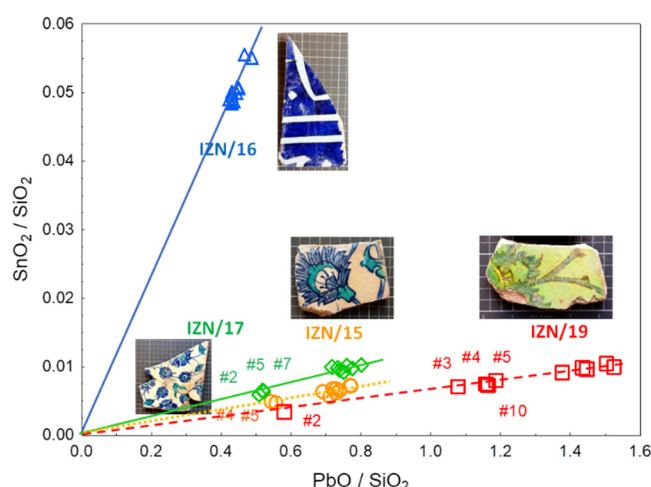 0.06
0.05
0.04
0.03
0.02
0.01
0.00
SnO2 / SiO2
IZN/16
IZN/17
IZN/15
IZN/19
#2 #5 #7
#4 #5
#2
#3 #4 #5
#10
0.0 0.2 0.4 0.6 0.8 1.0 1.2 1.4 1.6
PbO / SiO2